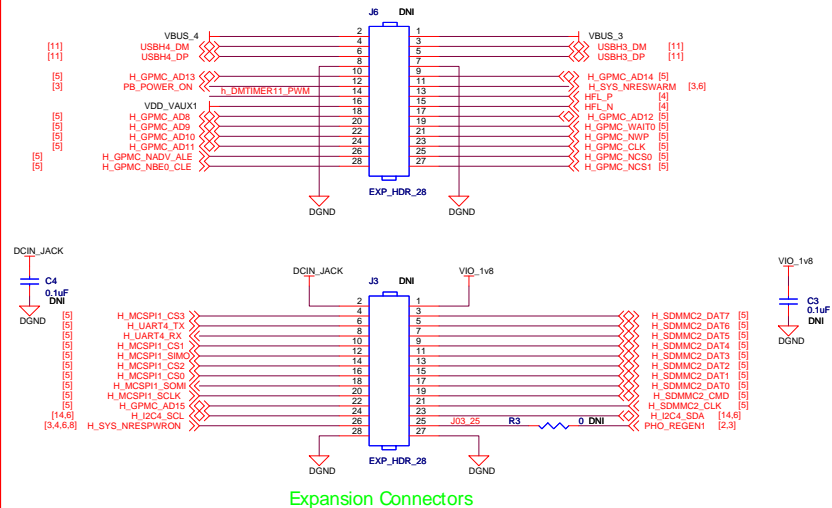 J6 DNI
VBUS_4 2 1 VBUS_3
[11] USBH4_DM 4 3 USBH3_DM [11]
[11] USBH4_DP 6 5 USBH3_DP [11]
8 7
[5] H_GPMC_AD13 10 9 H_GPMC_AD14 [5]
[3] PB_POWER_ON 12 11 H_SYS_NRESWARM [3,6]
h_DMTIMER11_PWM 14 13 HFL_P [4]
VDD_VAUX1 16 15 HFL_N [4]
[5] H_GPMC_AD8 18 17 H_GPMC_AD12 [5]
[5] H_GPMC_AD9 20 19 H_GPMC_WAIT0 [5]
[5] H_GPMC_AD10 22 21 H_GPMC_NWP [5]
[5] H_GPMC_AD11 24 23 H_GPMC_CLK [5]
[5] H_GPMC_NADV_ALE 26 25 H_GPMC_NCS0 [5]
[5] H_GPMC_NBE0_CLE 28 27 H_GPMC_NCS1 [5]
EXP_HDR_28
DGND DGND
DCIN_JACK
C4
0.1uF
DNI
DGND
VIO_1v8
C3
0.1uF
DNI
DGND
DCIN_JACK J3 DNI VIO_1v8
2 1
[5] H_MCSPI1_CS3 4 3 H_SDMMC2_DAT7 [5]
[5] H_UART4_TX 6 5 H_SDMMC2_DAT6 [5]
[5] H_UART4_RX 8 7 H_SDMMC2_DAT5 [5]
[5] H_MCSPI1_CS1 10 9 H_SDMMC2_DAT4 [5]
[5] H_MCSPI1_SIMO 12 11 H_SDMMC2_DAT3 [5]
[5] H_MCSPI1_CS2 14 13 H_SDMMC2_DAT2 [5]
[5] H_MCSPI1_CS0 16 15 H_SDMMC2_DAT1 [5]
[5] H_MCSPI1_SOMI 18 17 H_SDMMC2_DAT0 [5]
[5] H_MCSPI1_SCLK 20 19 H_SDMMC2_CMD [5]
[5] H_GPMC_AD15 22 21 H_SDMMC2_CLK [5]
[14,6] H_I2C4_SCL 24 23 H_I2C4_SDA [14,6]
[3,4,6,8] H_SYS_NRESPWRON 26 25 J03_25 R3 0 DNI PHO_REGEN1 [2,3]
28 27
EXP_HDR_28
DGND DGND
Expansion Connectors